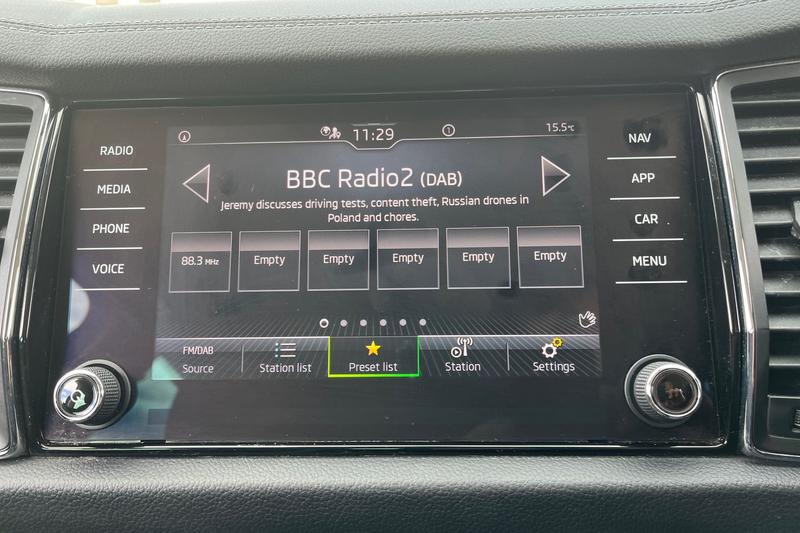 11:29
1
15.5°C
RADIO
MEDIA
PHONE
VOICE
BBC Radio2 (DAB)
Jeremy discusses driving tests, content theft, Russian drones in
Poland and chores.
88.3 MHz
Empty
Empty
Empty
Empty
Empty
FM/DAB
Source
Station list
Preset list
Station
Settings
NAV
APP
CAR
MENU